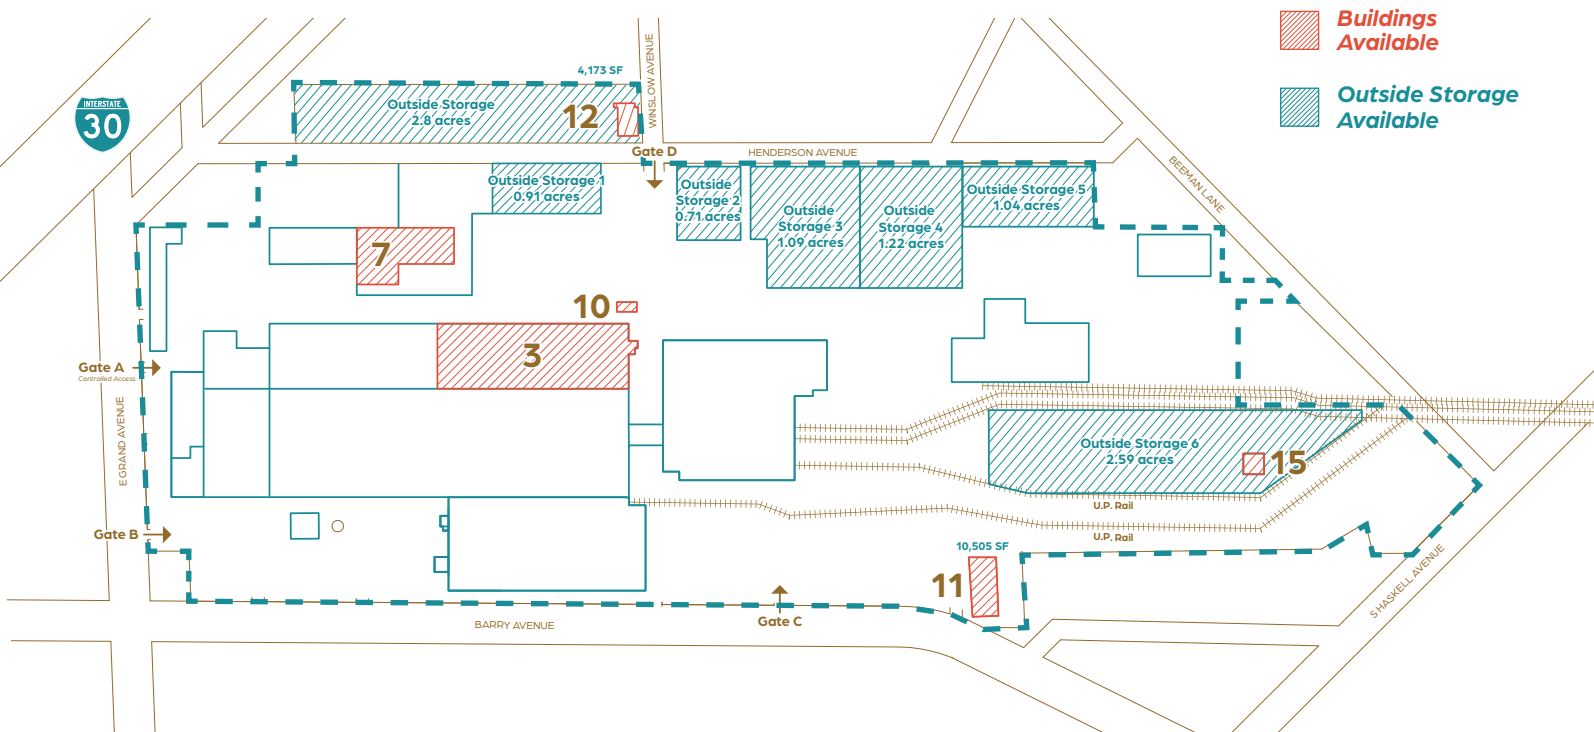 Buildings
Available
Outside Storage
Available
INTERSTATE
30
4,173 SF
Outside Storage
2.8 acres
12
WINSLOW AVENUE
Gate D
HENDERSON AVENUE
BEEMAN LANE
Outside Storage 1
0.91 acres
Outside
Storage 2
0.71 acres
Outside
Storage 3
1.09 acres
Outside
Storage 4
1.22 acres
Outside Storage 5
1.04 acres
7
10
3
Gate A
Controlled Access
E GRAND AVENUE
Gate B
Outside Storage 6
2.59 acres
15
U.P. Rail
U.P. Rail
10,505 SF
11
Gate C
BARRY AVENUE
S HASKELL AVENUE